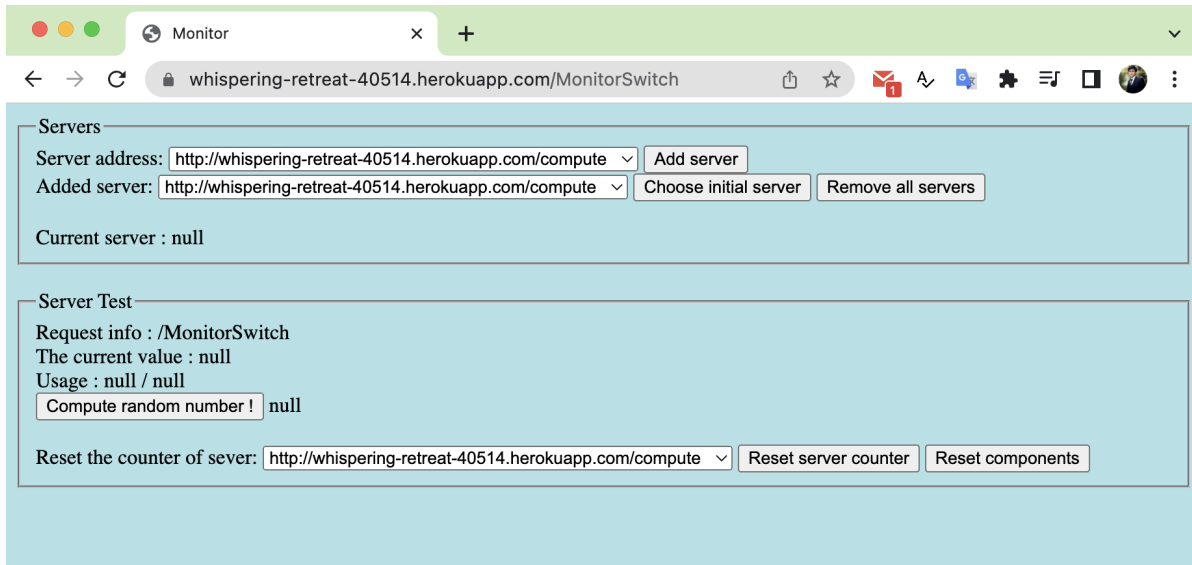 Monitor
whispering-retreat-40514.herokuapp.com/MonitorSwitch
1
Servers
Server address: http://whispering-retreat-40514.herokuapp.com/compute Add server
Added server: http://whispering-retreat-40514.herokuapp.com/compute Choose initial server Remove all servers
Current server : null
Server Test
Request info : /MonitorSwitch
The current value : null
Usage : null / null
Compute random number ! null
Reset the counter of sever: http://whispering-retreat-40514.herokuapp.com/compute Reset server counter Reset components